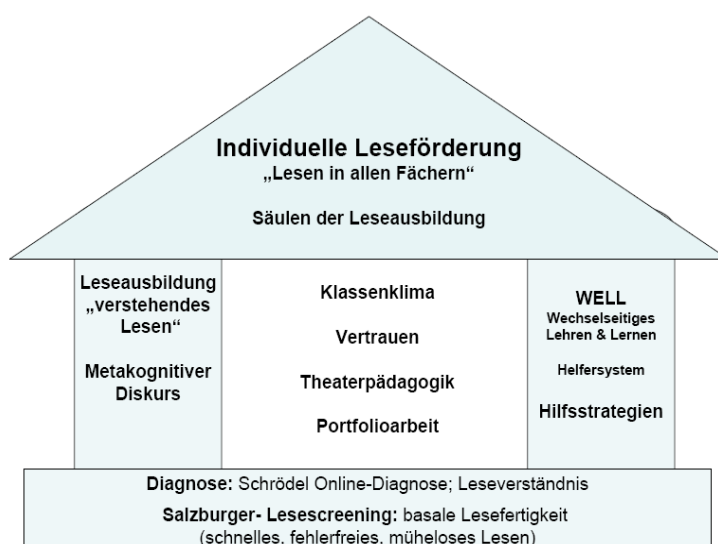 Individuelle Leseförderung
„Lesen in allen Fächern“
Säulen der Leseausbildung
Leseausbildung
„verstehendes
Lesen“
Metakognitiver
Diskurs
Klassenklima
Vertrauen
Theaterpädagogik
Portfolioarbeit
WELL
Wechselseitiges
Lehren & Lernen
Helfersystem
Hilfsstrategien
Diagnose: Schrödel Online-Diagnose; Leseverständnis
Salzburger- Lesescreening: basale Lesefertigkeit
(schnelles, fehlerfreies, müheloses Lesen)